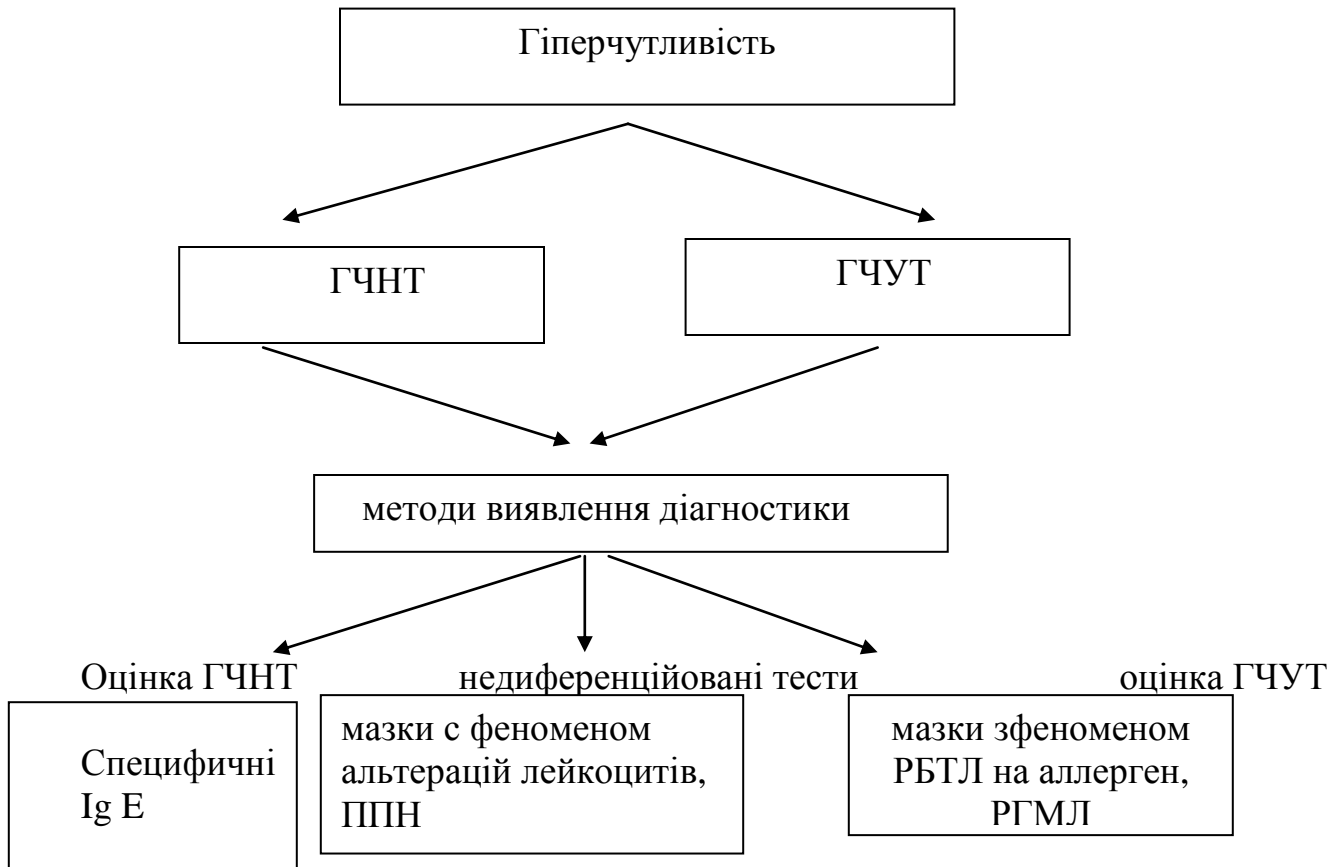 Гіперчутливість
ГЧНТ
ГЧУТ
методи виявлення діагностики
Оцінка ГЧНТ
недиференційовані тести
оцінка ГЧУТ
Специфичні
Ig E
мазки с феноменом
альтерацій лейкоцитів,
ППН
мазки зфеноменом
РБТЛ на аллерген,
РГМЛ